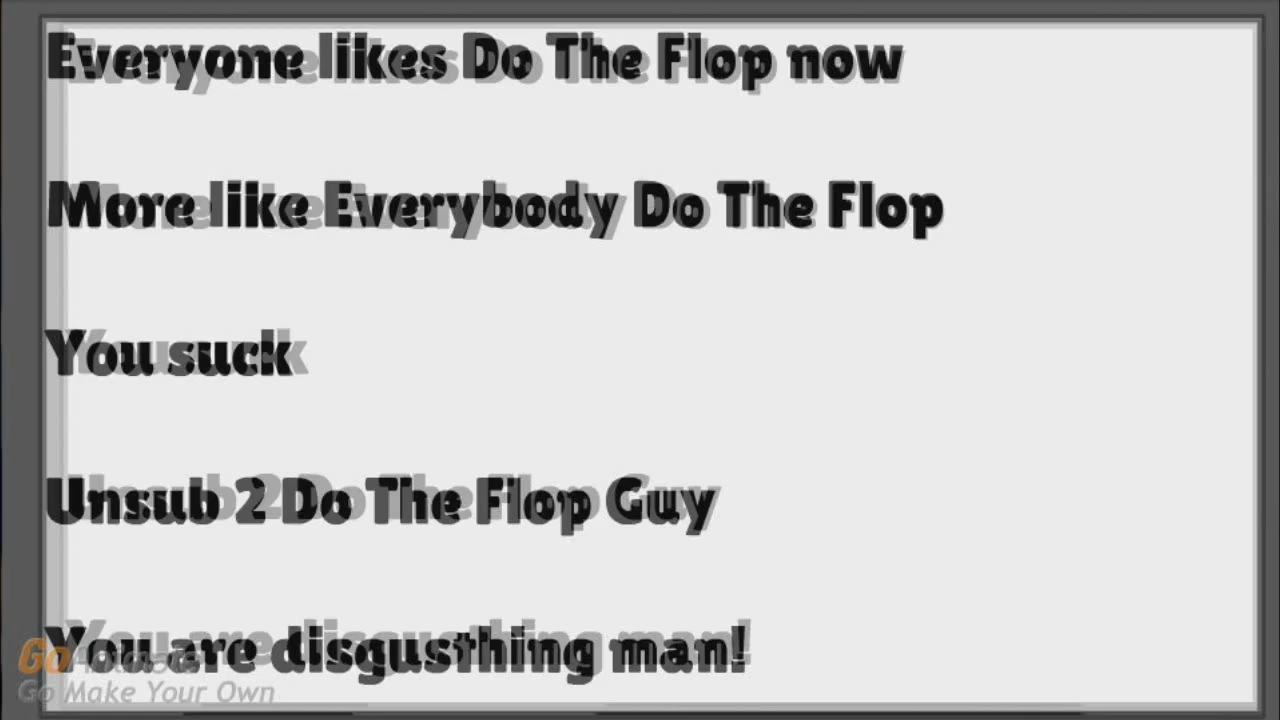 Everyone likes Do The Flop now
More like Everybody Do The Flop
You suck
Unsub 2 Do The Flop Guy
You are disgusthing man!
GoAnimate
Go Make Your Own